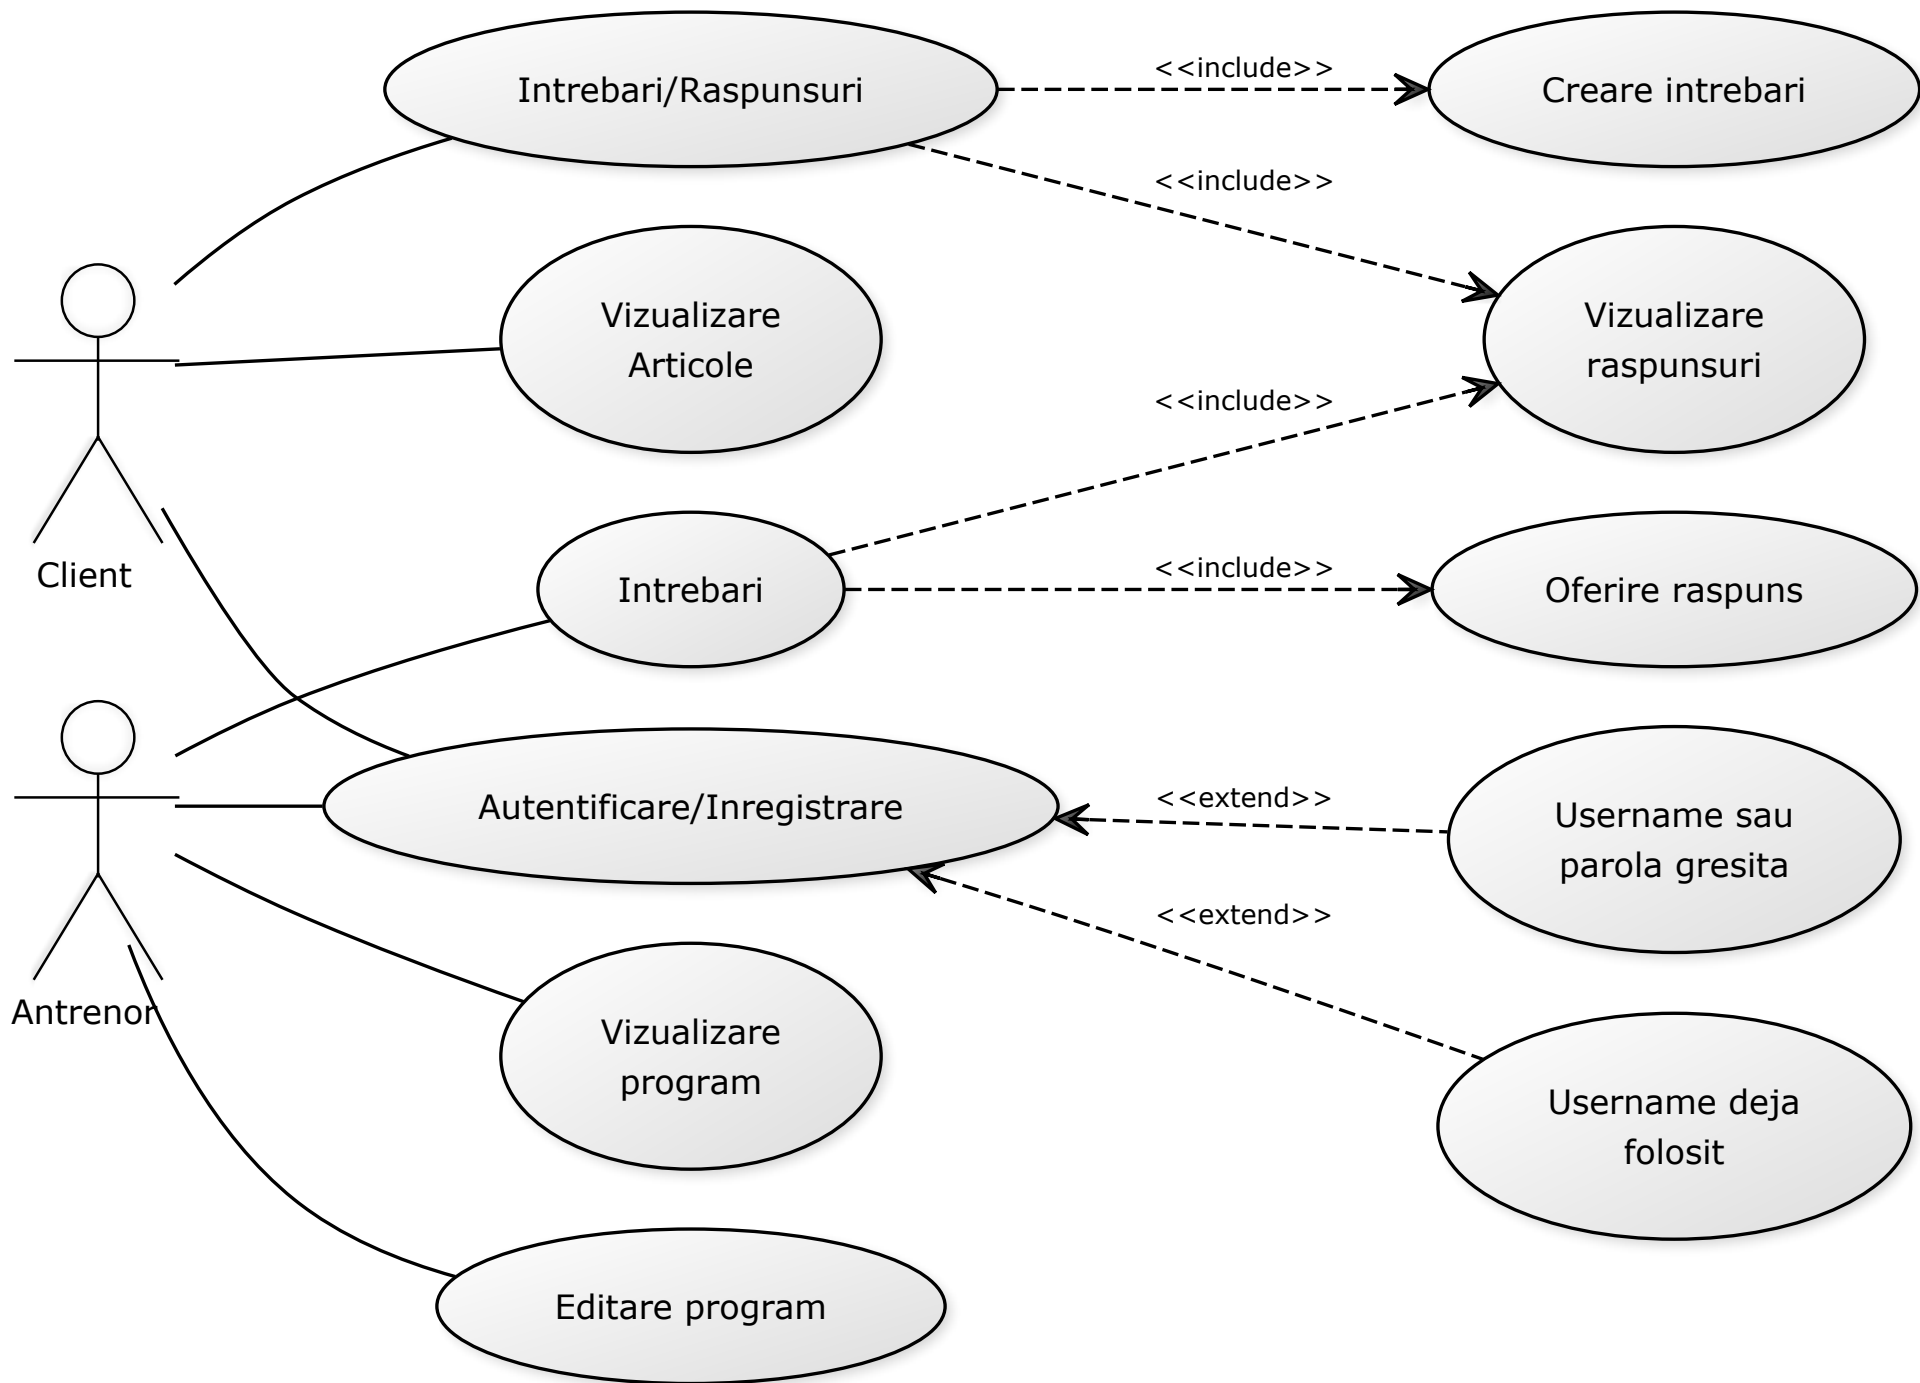 Intrebari/Raspunsuri
<<include>>
Creare intrebari
<<include>>
Vizualizare
Articole
Vizualizare
raspunsuri
<<include>>
Client
Intrebari
<<include>>
Oferire raspuns
Autentificare/Inregistrare
<<extend>>
Username sau
parola gresita
<<extend>>
Antrenor
Vizualizare
program
Username deja
folosit
Editare program